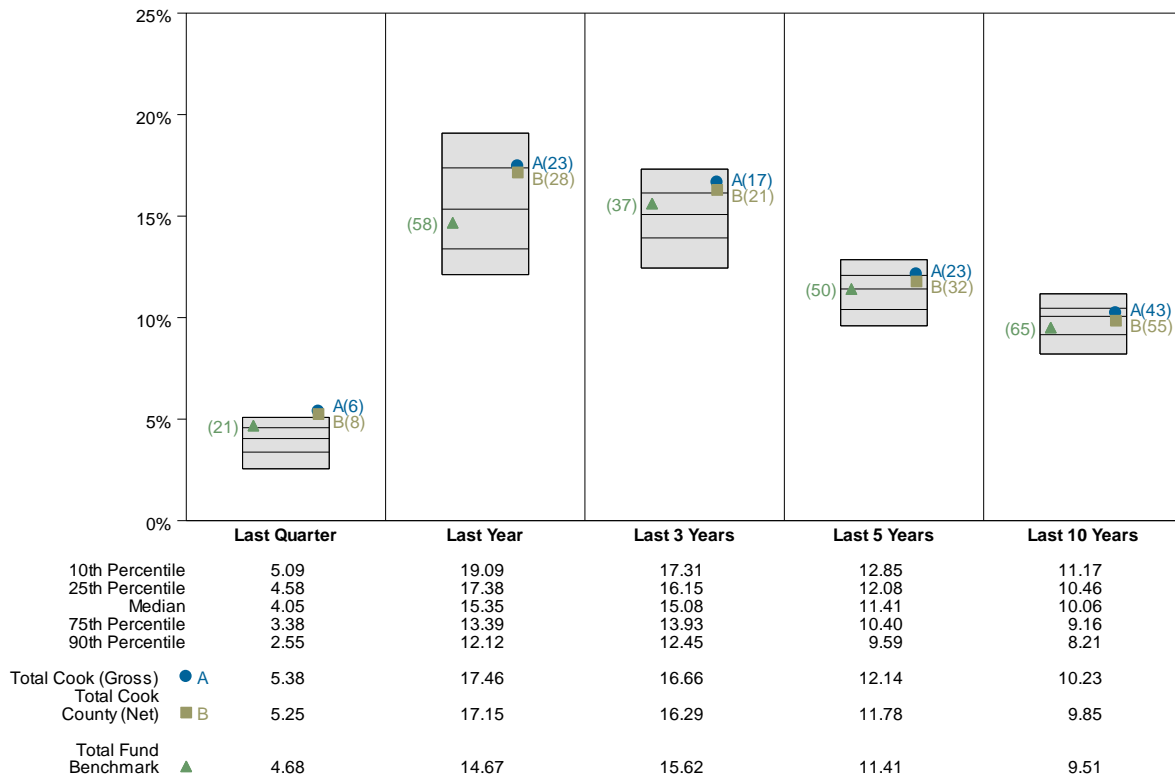 25%
20%
15%
10%
5%
0%
(21)
A(6)
B(8)
(58)
A(23)
B(28)
(37)
A(17)
B(21)
(50)
A(23)
B(32)
(65)
A(43)
B(55)
Last Quarter Last Year Last 3 Years Last 5 Years Last 10 Years
10th Percentile 5.09 19.09 17.31 12.85 11.17
25th Percentile 4.58 17.38 16.15 12.08 10.46
Median 4.05 15.35 15.08 11.41 10.06
75th Percentile 3.38 13.39 13.93 10.40 9.16
90th Percentile 2.55 12.12 12.45 9.59 8.21
Total Cook (Gross) A 5.38 17.46 16.66 12.14 10.23
Total Cook
County (Net) B 5.25 17.15 16.29 11.78 9.85
Total Fund
Benchmark 4.68 14.67 15.62 11.41 9.51